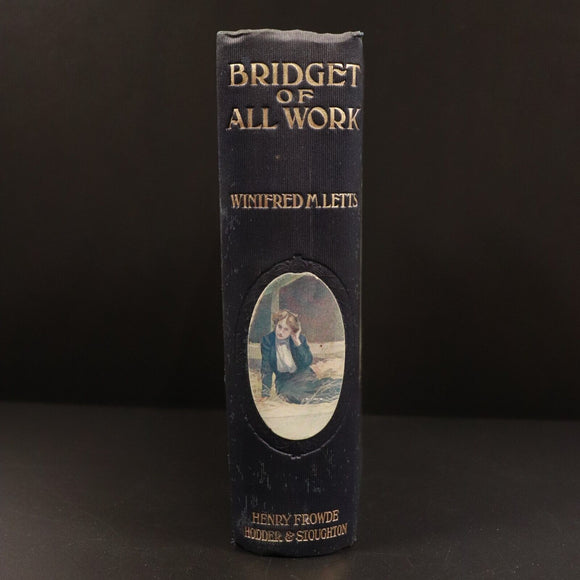 BRIDGET
OF
ALL WORK
WINIFRED M. LETTS
HENRY FROWDE
HODDER & STOUGHTON